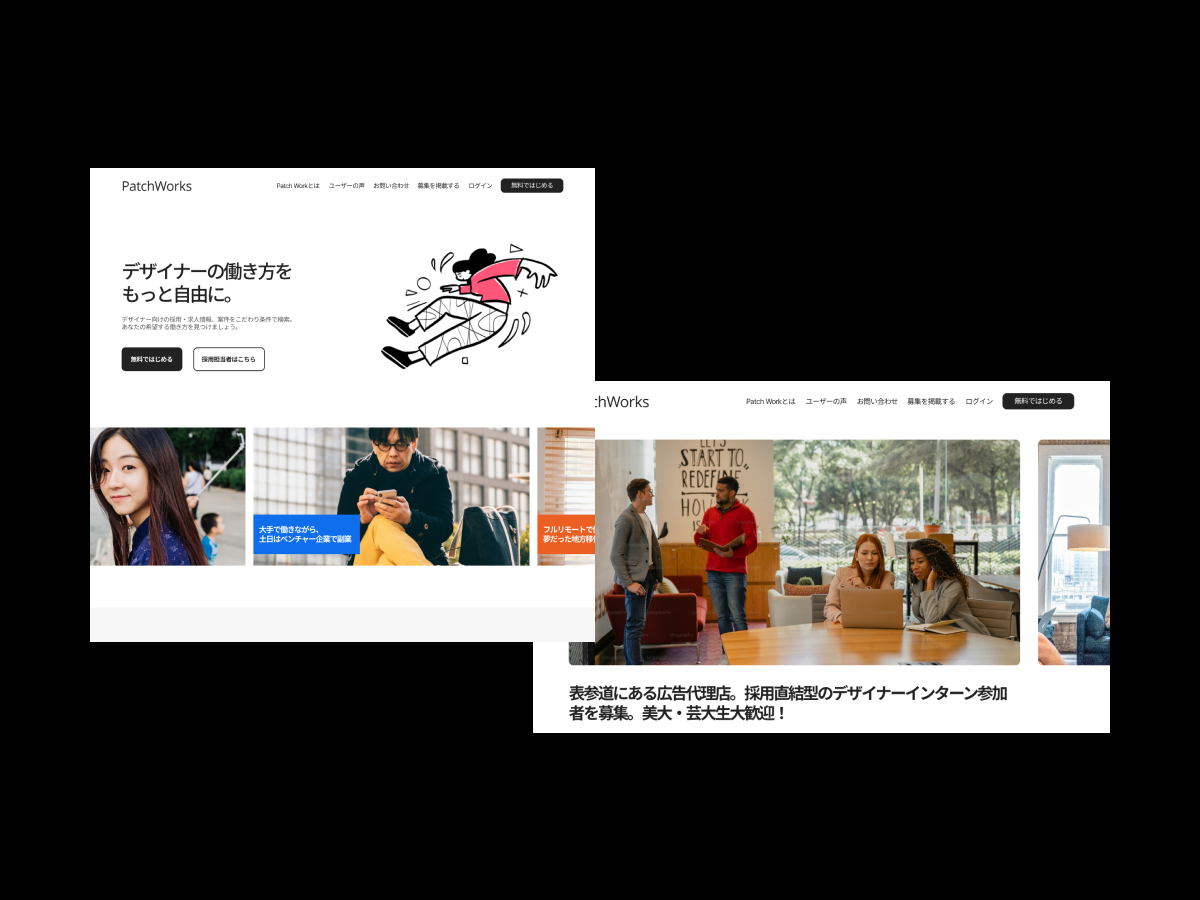 PatchWorks
Patch Workとは ユーザーの声 お問い合わせ 募集を掲載する ログイン 無料ではじめる
デザイナーの働き方を
もっと自由に。
デザイナー向けの採用・求人情報、案件をこだわり条件で検索。
あなたの希望する働き方を見つけましょう。
無料ではじめる 採用担当者はこちら
大手で働きながら、
土日はベンチャー企業で副業
フルリモートで
夢だった地方移
chWorks
Patch Workとは ユーザーの声 お問い合わせ 募集を掲載する ログイン 無料ではじめる
LET'S
START TO
REDEFINE
HOW
IS
表参道にある広告代理店。採用直結型のデザイナーインターン参加
者を募集。美大・芸大生大歓迎！